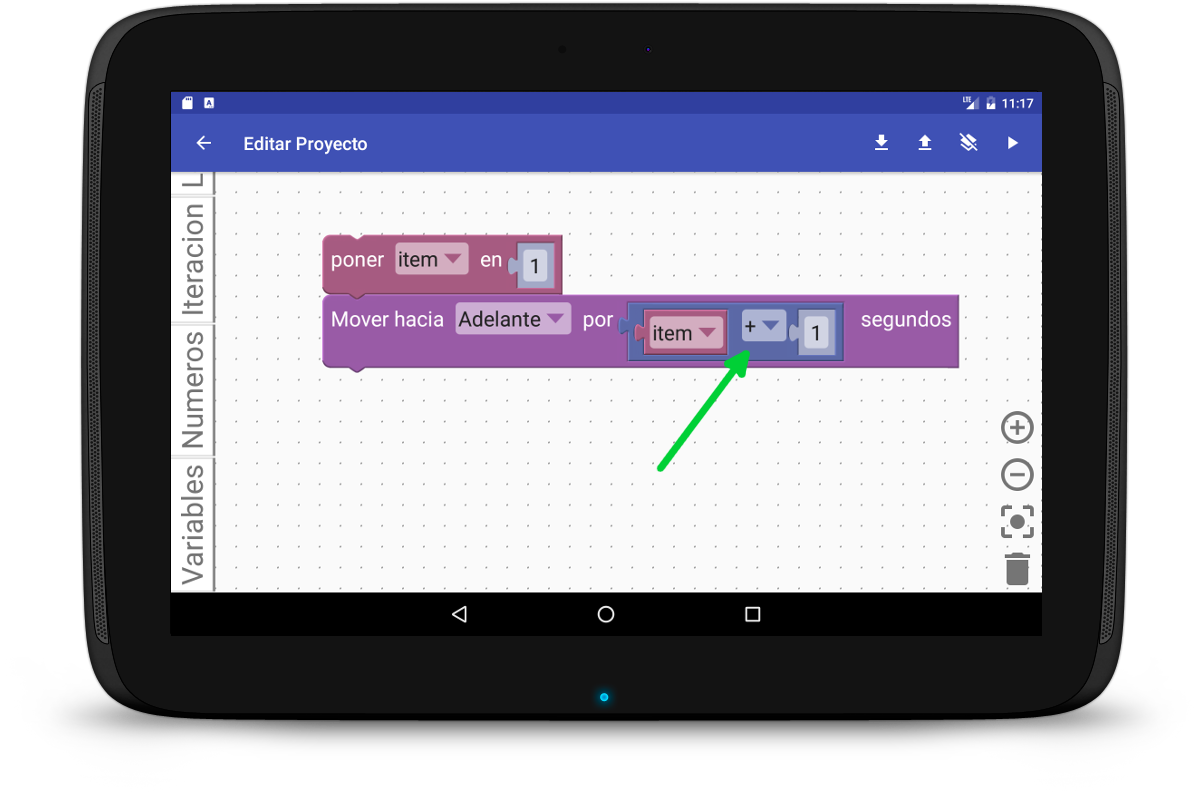 A
LTE 11:17
Editar Proyecto
L
Iteracion
Numeros
Variables
poner item en 1
Mover hacia Adelante por item + 1 segundos